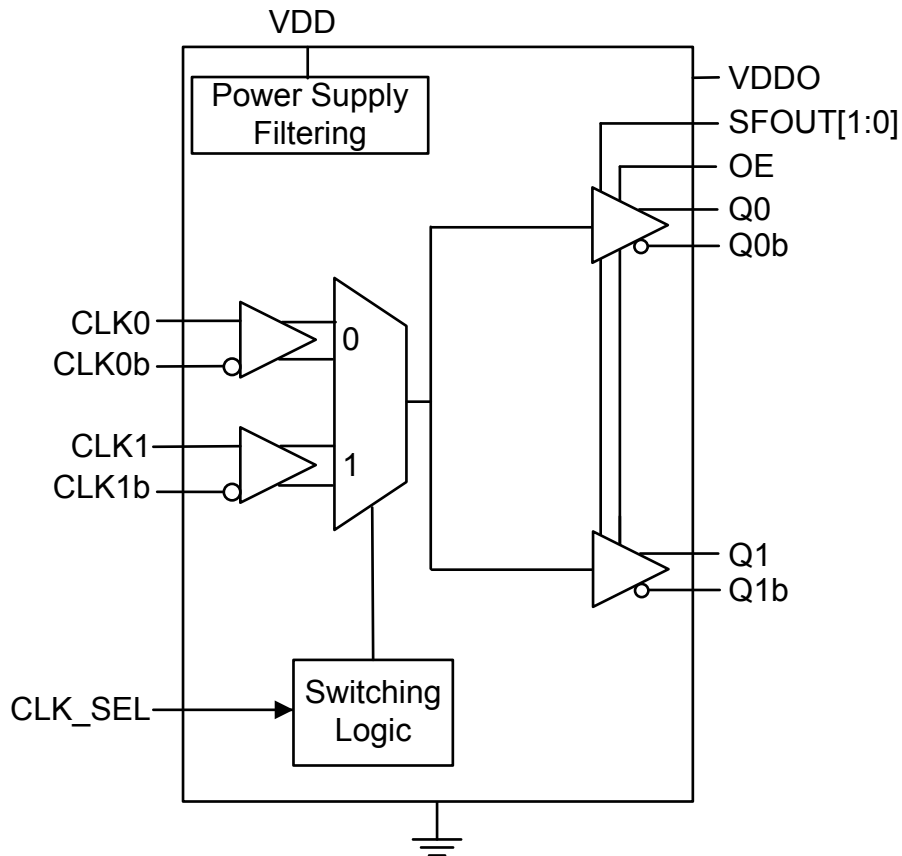 VDD
Power Supply
Filtering
VDDO
SFOUT[1:0]
OE
Q0
Q0b
CLK0
CLK0b
0
CLK1
CLK1b
1
Q1
Q1b
CLK_SEL
Switching
Logic